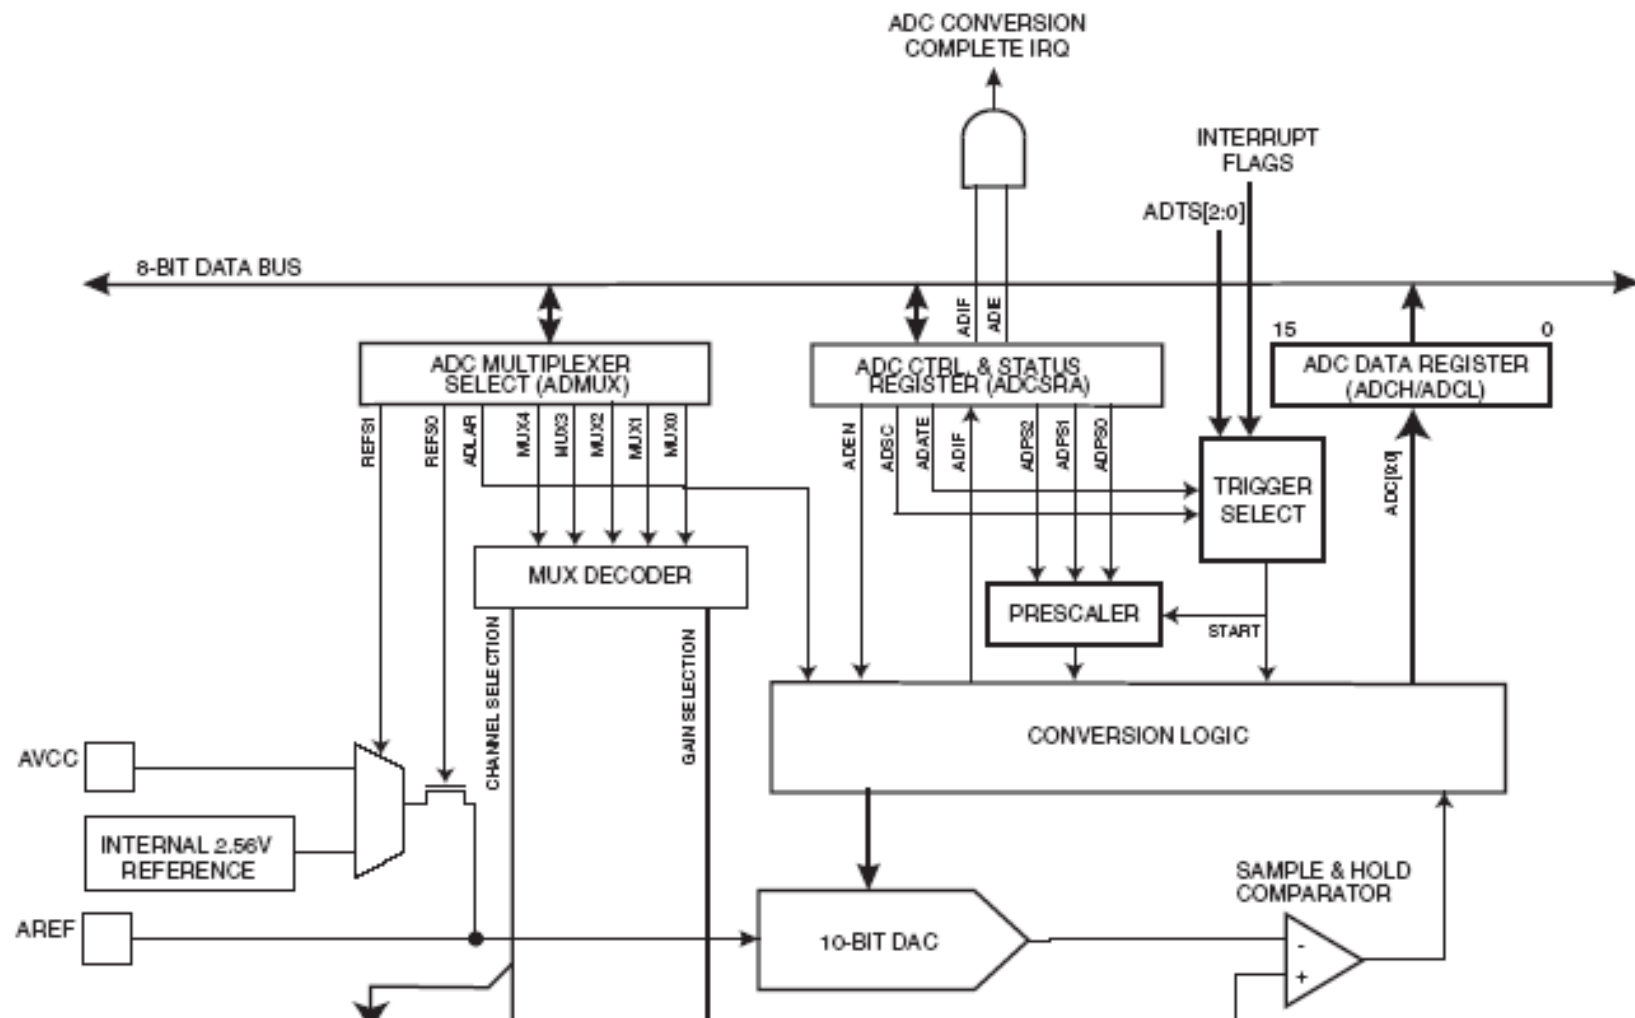 ADC CONVERSION
COMPLETE IRQ
INTERRUPT
FLAGS
ADTS[2:0]
8-BIT DATA BUS
ADIF
ADIE
15
0
ADC MULTIPLEXER
SELECT (ADMUX)
ADC CTRL. & STATUS
REGISTER (ADCSRA)
ADC DATA REGISTER
(ADCH/ADCL)
REFS1
REFS0
ADLAR
MUX4
MUX3
MUX2
MUX1
MUX0
ADEN
ADSC
ADATE
ADIF
ADPS2
ADPS1
ADPS0
ADC[9:0]
TRIGGER
SELECT
MUX DECODER
PRESCALER
START
CHANNEL SELECTION
GAIN SELECTION
CONVERSION LOGIC
AVCC
INTERNAL 2.56V
REFERENCE
SAMPLE & HOLD
COMPARATOR
AREF
10-BIT DAC
-
+